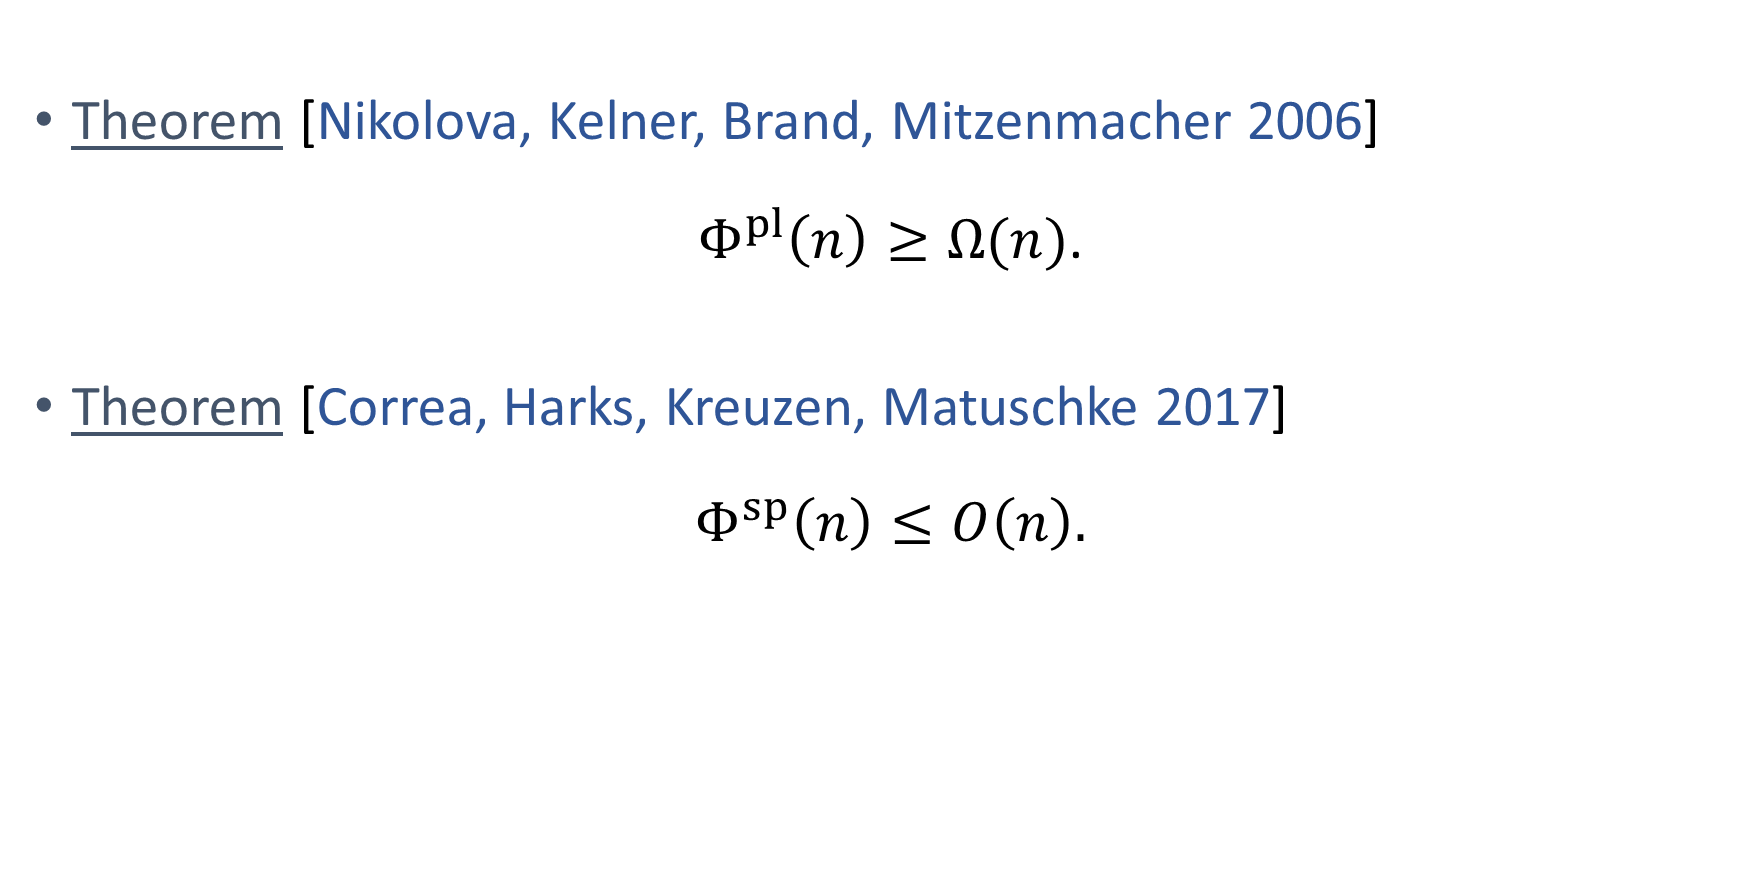 • Theorem [Nikolova, Kelner, Brand, Mitzenmacher 2006]
Φ^pl(n) ≥ Ω(n).
• Theorem [Correa, Harks, Kreuzen, Matuschke 2017]
Φ^sp(n) ≤ O(n).